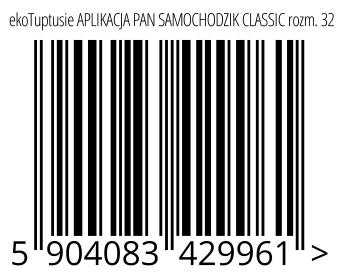 ekoTuptusie APLIKACJA PAN SAMOCHODZIK CLASSIC rozm. 32
5 904083 429961 >